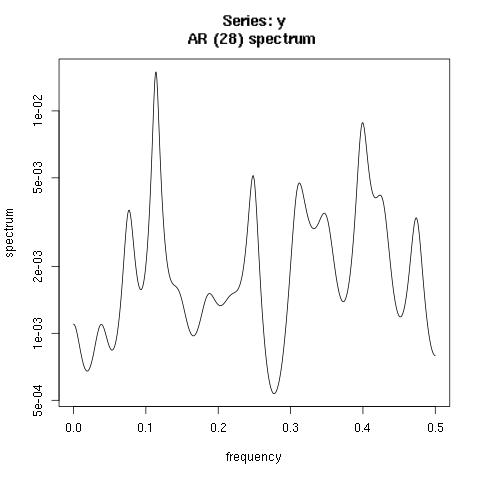 Series: y
AR (28) spectrum
spectrum
1e-02
5e-03
2e-03
1e-03
5e-04
0.0 0.1 0.2 0.3 0.4 0.5
frequency